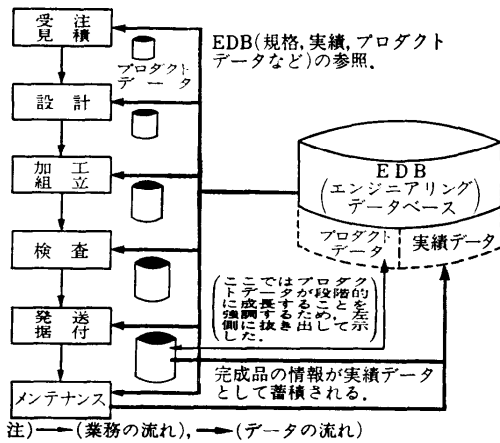 受注
見積
EDB(規格,実績,プロダクト
データなど)の参照.
プロダクト
データ
設計
加工
組立
EDB
(エンジニアリング
データベース)
プロダクト
データ
実績データ
検査
(ここではプロダク
トデータが段階的
に成長することを
強調するため,左
側に抜き出して示
した.)
発送
据付
完成品の情報が実績データ
として蓄積される.
メンテナンス
注) → (業務の流れ), → (データの流れ)